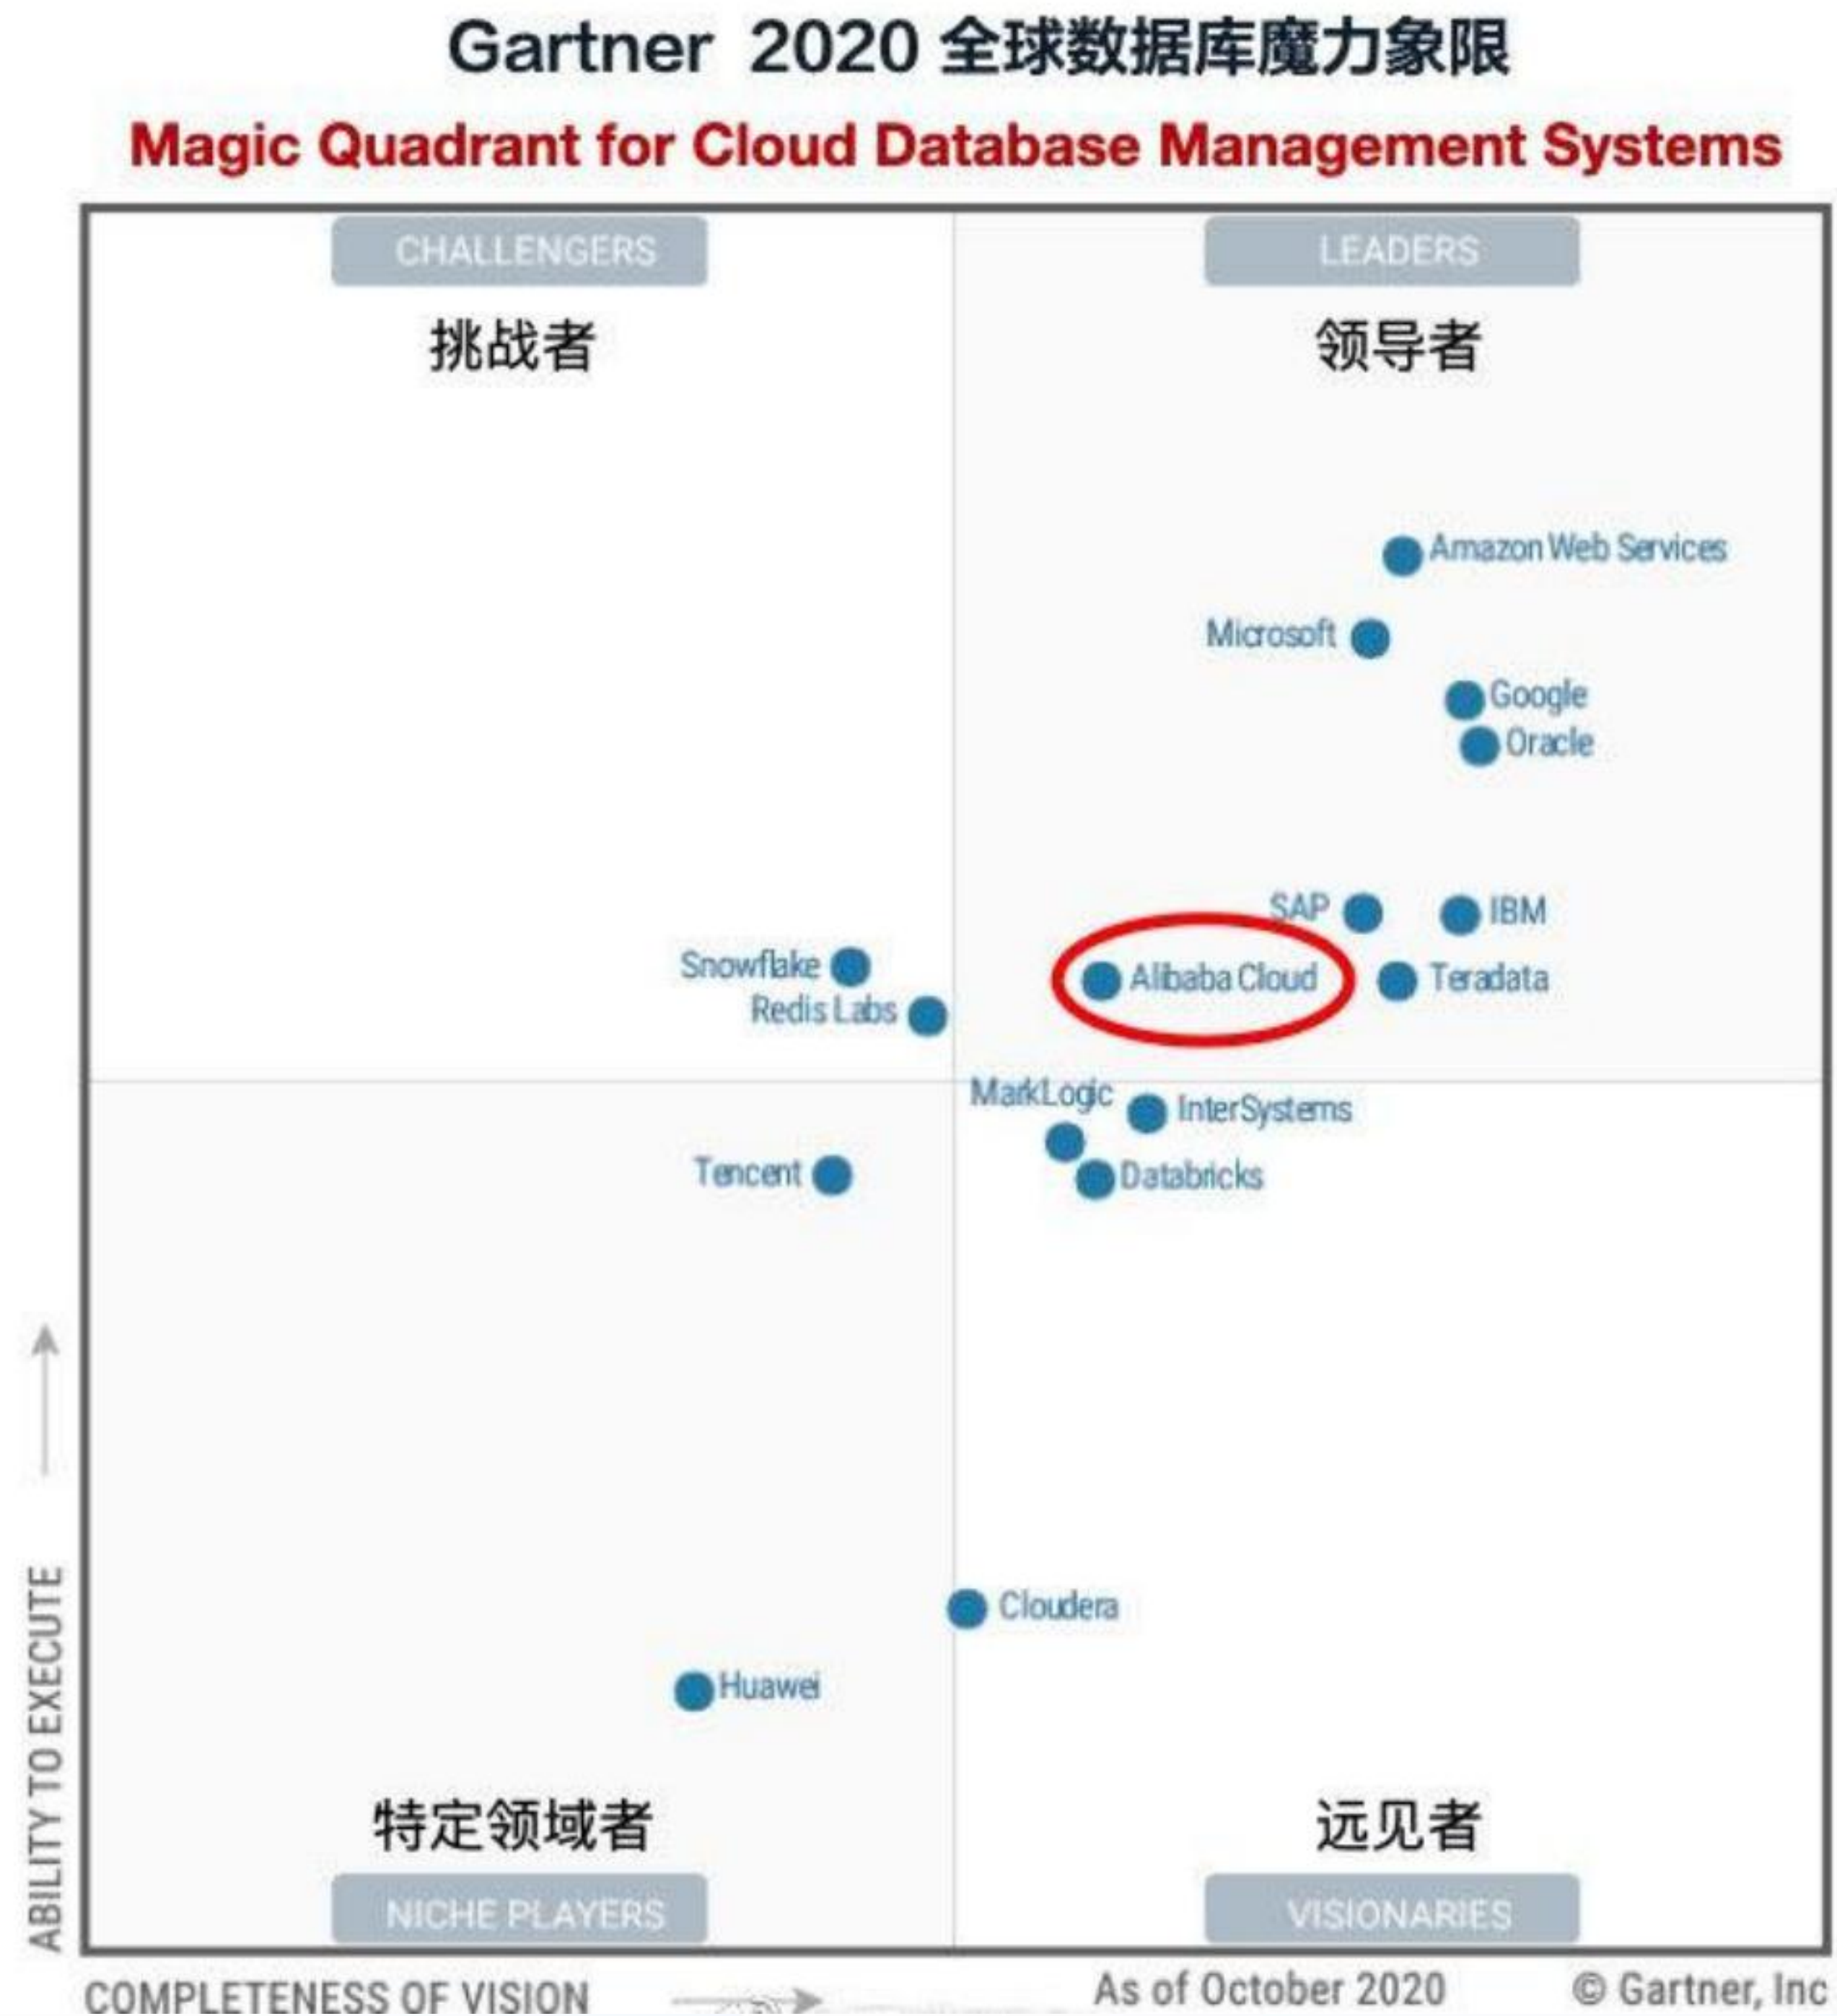 Gartner 2020 全球数据库魔力象限
Magic Quadrant for Cloud Database Management Systems
CHALLENGERS
LEADERS
挑战者
领导者
Amazon Web Services
Microsoft
Google
Oracle
SAP
IBM
Snowflake
Alibaba Cloud
Teradata
Redis Labs
MarkLogic
InterSystems
Tencent
Databricks
Cloudera
Huawei
特定领域者
远见者
NICHE PLAYERS
VISIONARIES
ABILITY TO EXECUTE
COMPLETENESS OF VISION
As of October 2020
© Gartner, Inc